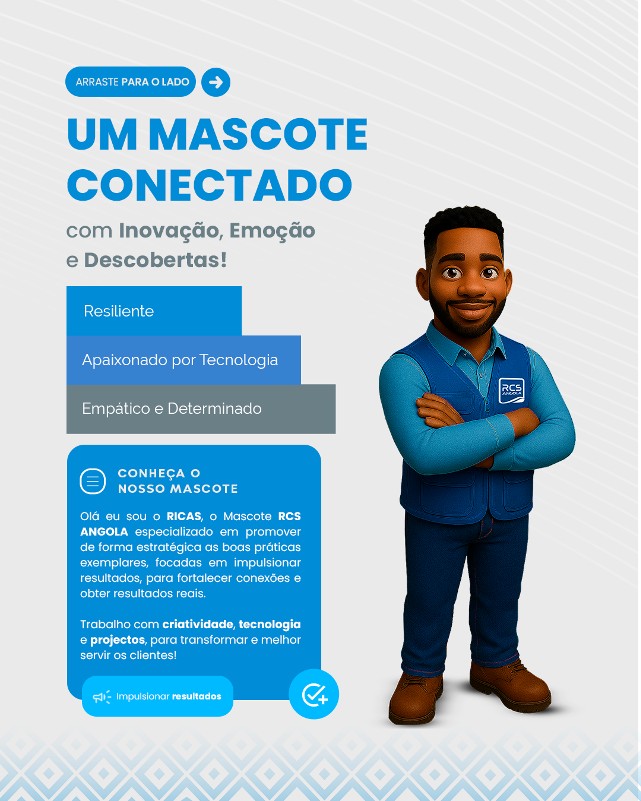 ARRASTE PARA O LADO
UM MASCOTE
CONECTADO
com Inovação, Emoção
e Descobertas!
Resiliente
Apaixonado por Tecnologia
Empático e Determinado
CONHEÇA O
NOSSO MASCOTE
Olá eu sou o RICAS, o Mascote RCS
ANGOLA especializado em promover
de forma estratégica as boas práticas
exemplares, focadas em impulsionar
resultados, para fortalecer conexões e
obter resultados reais.
Trabalho com criatividade, tecnologia
e projectos, para transformar e melhor
servir os clientes!
Impulsionar resultados
RCS
ANGOLA